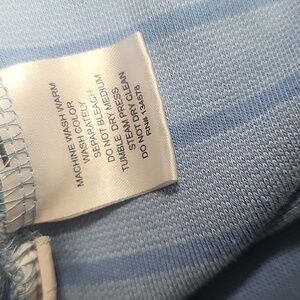 MACHINE WASH WARM
WASH COLOR
SEPARATELY
DO NOT BLEACH
TUMBLE DRY MEDIUM
STEAM PRESS
DO NOT DRY CLEAN
RN# 134578